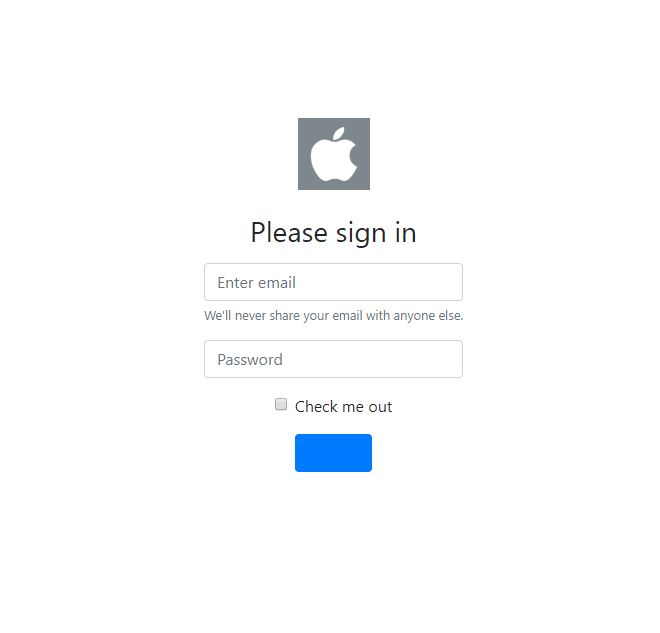 Please sign in
Enter email
We'll never share your email with anyone else.
Password
Check me out